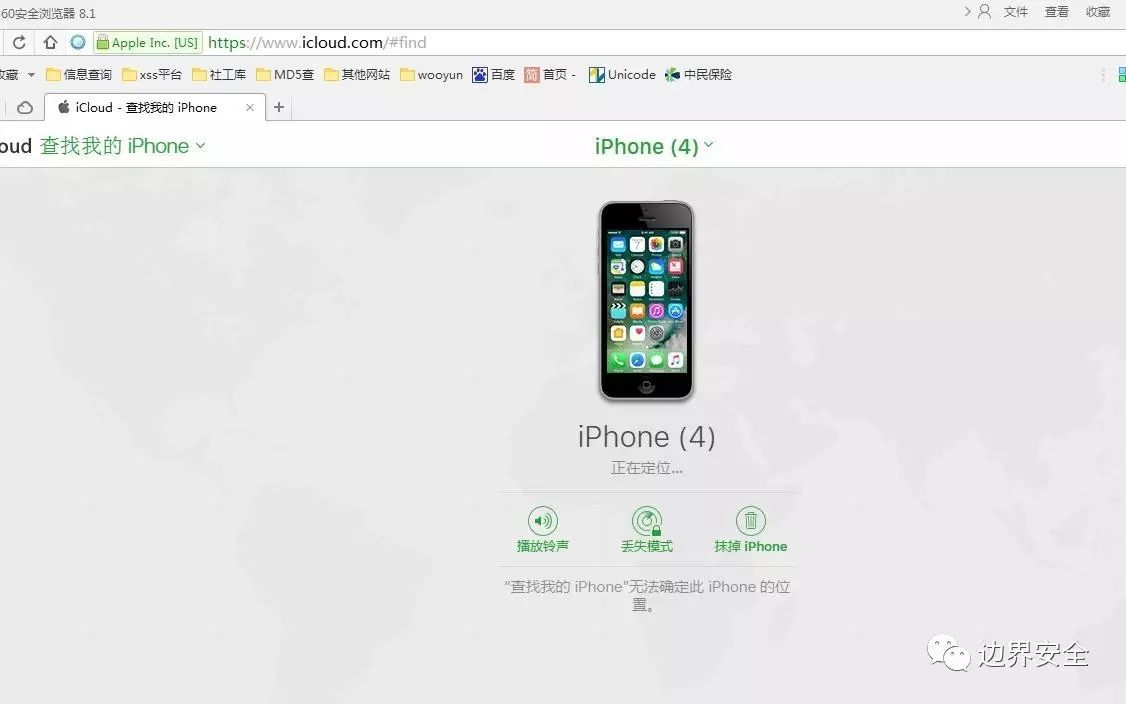 60安全浏览器 8.1
文件 查看 收藏
Apple Inc. [US] https://www.icloud.com/#find
收藏 信息查询 xss平台 社工库 MD5查 其他网站 wooyun 百度 简 首页 - Unicode 中民保险
iCloud - 查找我的 iPhone
oud 查找我的 iPhone
iPhone (4)
iPhone (4)
正在定位...
播放铃声 丢失模式 抹掉 iPhone
“查找我的 iPhone”无法确定此 iPhone 的位
置。
边界安全